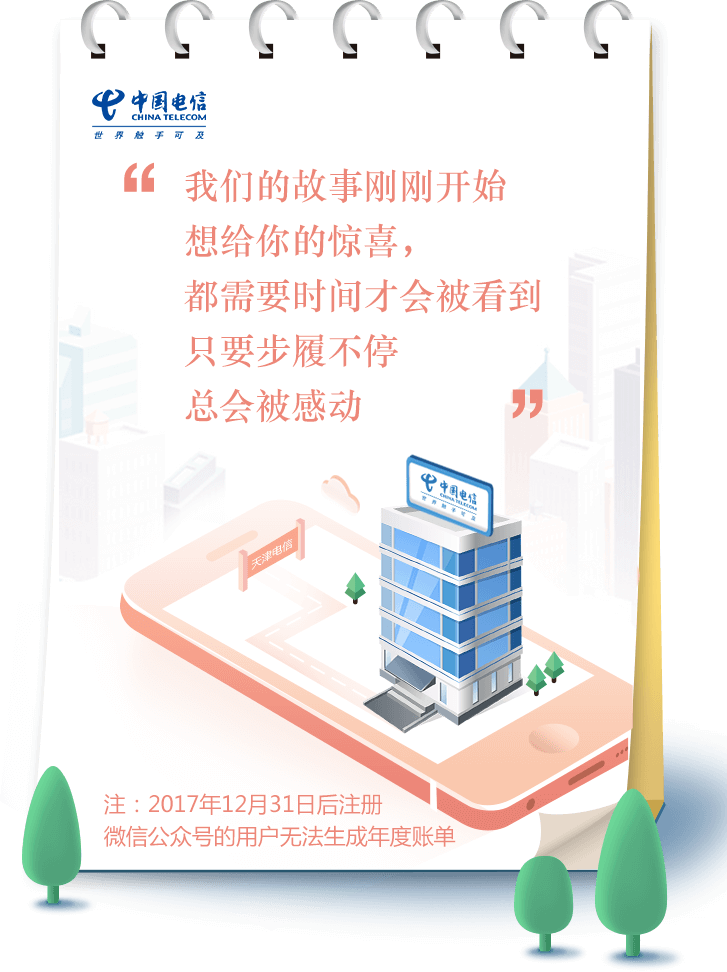 中国电信
CHINA TELECOM
世界触手可及
“我们的故事刚刚开始
想给你的惊喜，
都需要时间才会被看到
只要步履不停
总会被感动”
中国电信
CHINA TELECOM
世界触手可及
天津电信
注：2017年12月31日后注册
微信公众号的用户无法生成年度账单